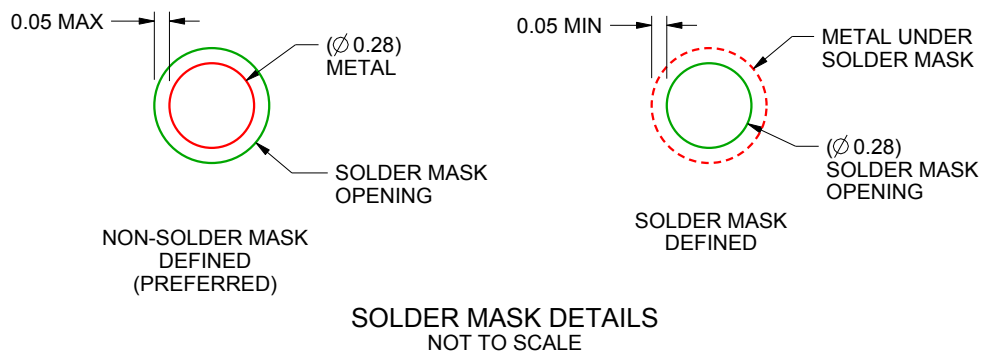 0.05 MAX
(∅ 0.28)
METAL
SOLDER MASK
OPENING
NON-SOLDER MASK
DEFINED
(PREFERRED)
0.05 MIN
METAL UNDER
SOLDER MASK
(∅ 0.28)
SOLDER MASK
OPENING
SOLDER MASK
DEFINED
SOLDER MASK DETAILS
NOT TO SCALE